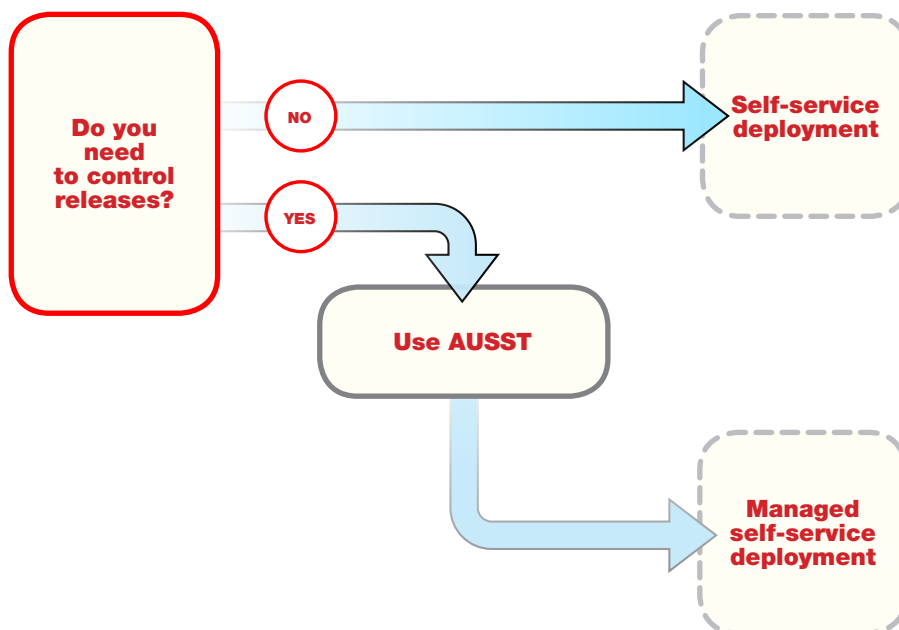 Do you
need
to control
releases?
NO
Self-service
deployment
YES
Use AUSST
Managed
self-service
deployment